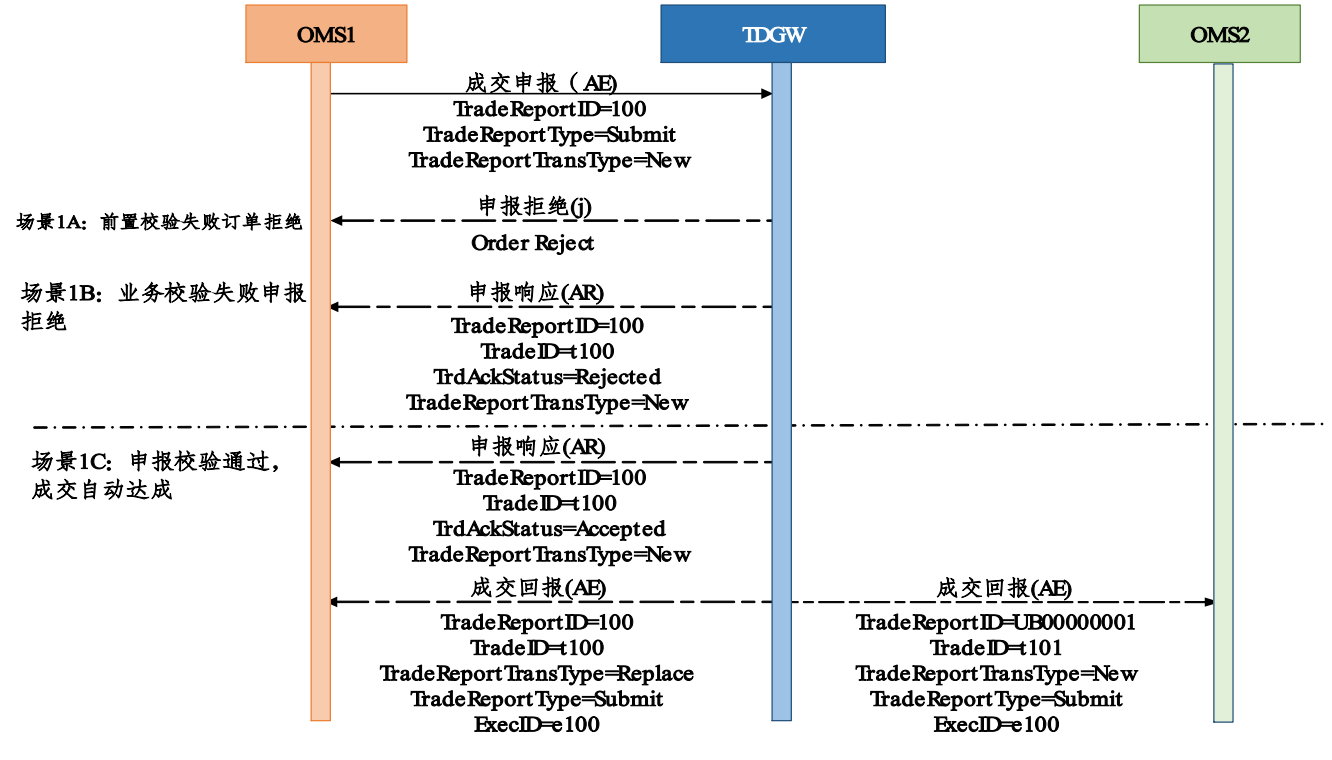 OMS1
TDGW
OMS2
成交申报（AE)
TradeReportID=100
TradeReportType=Submit
TradeReportTransType=New
场景1A：前置校验失败订单拒绝
申报拒绝(j)
Order Reject
场景1B：业务校验失败申报
拒绝
申报响应(AR)
TradeReportID=100
TradeID=t100
TrdAckStatus=Rejected
TradeReportTransType=New
场景1C：申报校验通过，
成交自动达成
申报响应(AR)
TradeReportID=100
TradeID=t100
TrdAckStatus=Accepted
TradeReportTransType=New
成交回报(AE)
TradeReportID=100
TradeID=t100
TradeReportTransType=Replace
TradeReportType=Submit
ExecID=e100
成交回报(AE)
TradeReportID=UB00000001
TradeID=t101
TradeReportTransType=New
TradeReportType=Submit
ExecID=e100